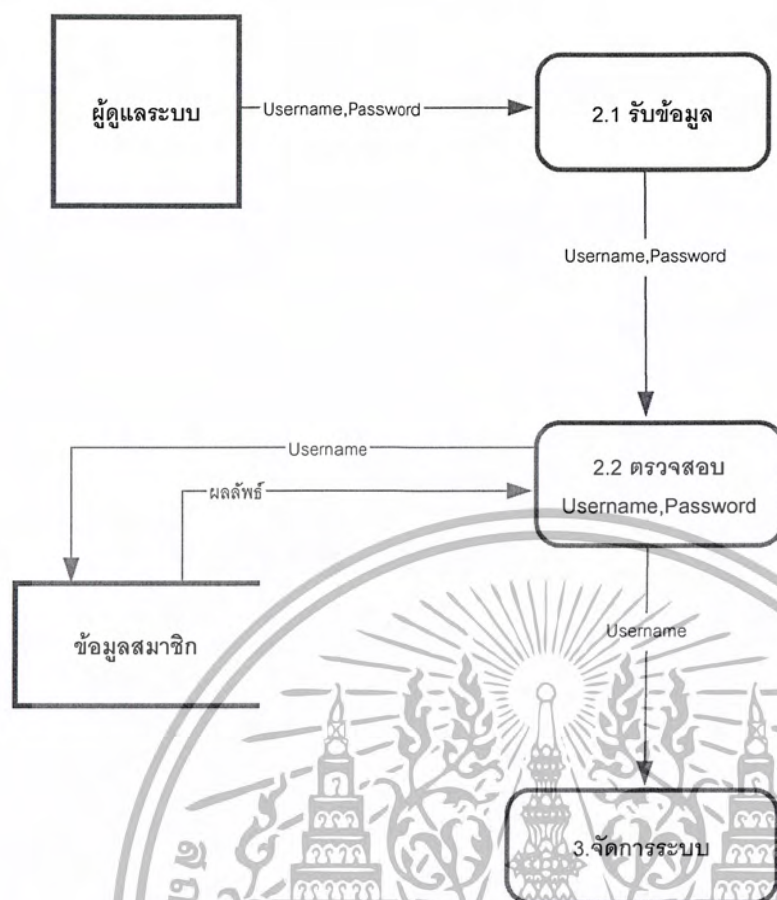 ผู้ดูแลระบบ
Username,Password
2.1 รับข้อมูล
Username,Password
Username
2.2 ตรวจสอบ
Username,Password
ผลลัพธ์
ข้อมูลสมาชิก
Username
3.จัดการระบบ